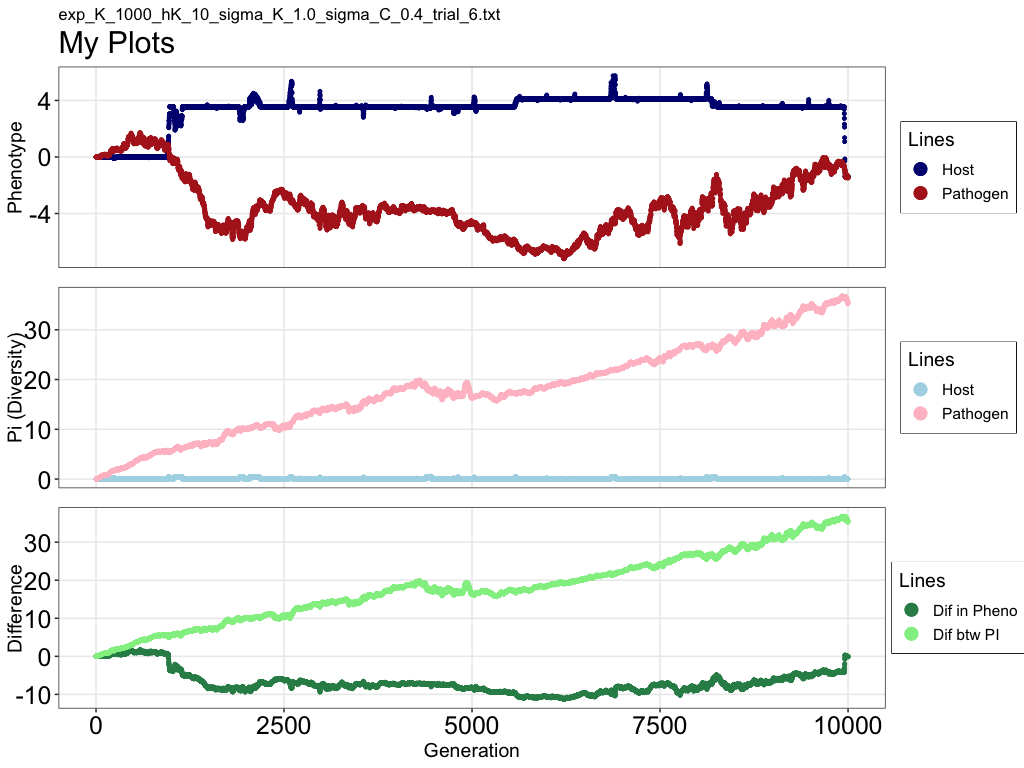 exp_K_1000_hK_10_sigma_K_1.0_sigma_C_0.4_trial_6.txt
My Plots
Phenotype
4
0
-4
Lines
Host
Pathogen
Pi (Diversity)
30
20
10
0
Lines
Host
Pathogen
Difference
30
20
10
0
-10
Lines
Dif in Pheno
Dif btw PI
0
2500
5000
7500
10000
Generation